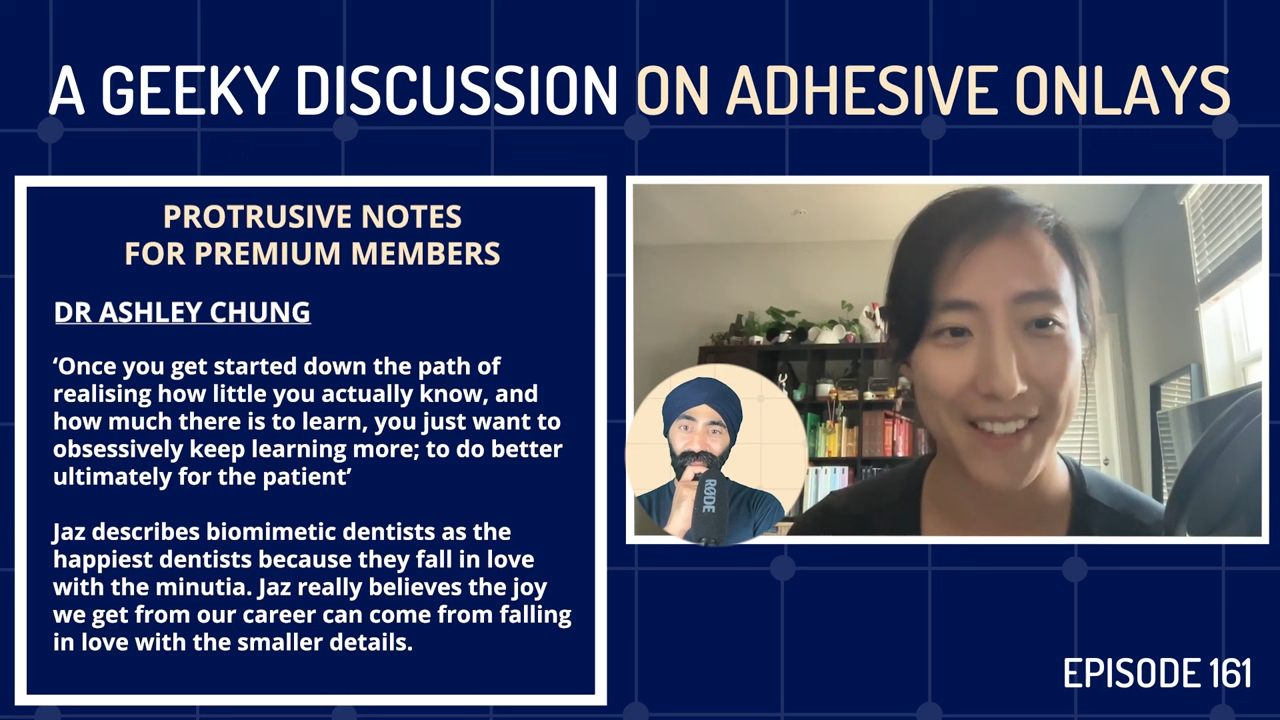 A GEEKY DISCUSSION ON ADHESIVE ONLAYS
PROTRUSIVE NOTES
FOR PREMIUM MEMBERS
DR ASHLEY CHUNG
‘Once you get started down the path of
realising how little you actually know, and
how much there is to learn, you just want to
obsessively keep learning more; to do better
ultimately for the patient’
Jaz describes biomimetic dentists as the
happiest dentists because they fall in love
with the minutia. Jaz really believes the joy
we get from our career can come from falling
in love with the smaller details.
RØDE
EPISODE 161